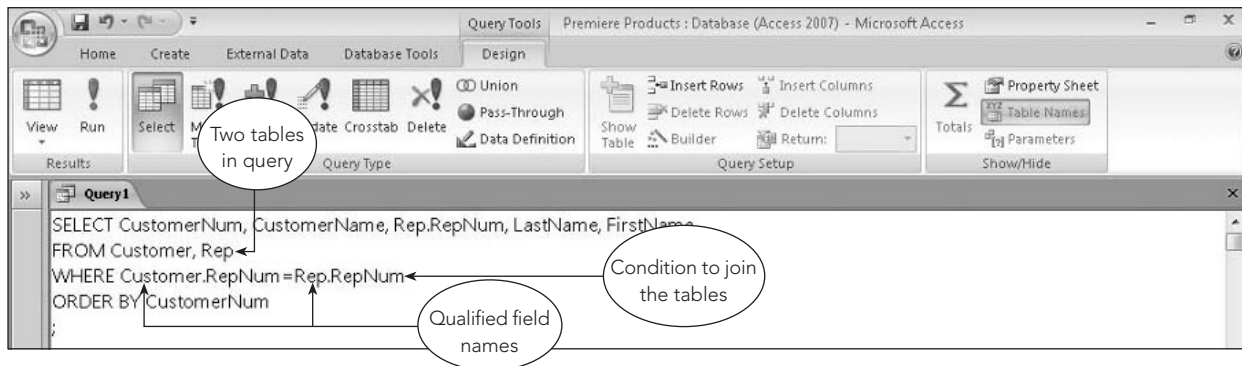 Query Tools Premiere Products : Database (Access 2007) - Microsoft Access
Home Create External Data Database Tools Design
View Run Select Crosstab Delete
Union
Pass-Through
Data Definition
Show Table
Insert Rows Insert Columns
Delete Rows Delete Columns
Builder Return:
Totals
Property Sheet
Table Names
Parameters
Results Query Type Query Setup Show/Hide
Two tables
in query
Query1
SELECT CustomerNum, CustomerName, Rep.RepNum, LastName, FirstName
FROM Customer, Rep
WHERE Customer.RepNum=Rep.RepNum
ORDER BY CustomerNum
;
Condition to join
the tables
Qualified field
names